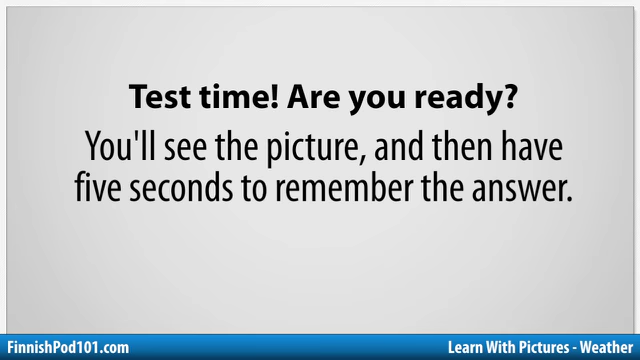 Test time! Are you ready?
You'll see the picture, and then have
five seconds to remember the answer.
FinnishPod101.com
Learn With Pictures - Weather